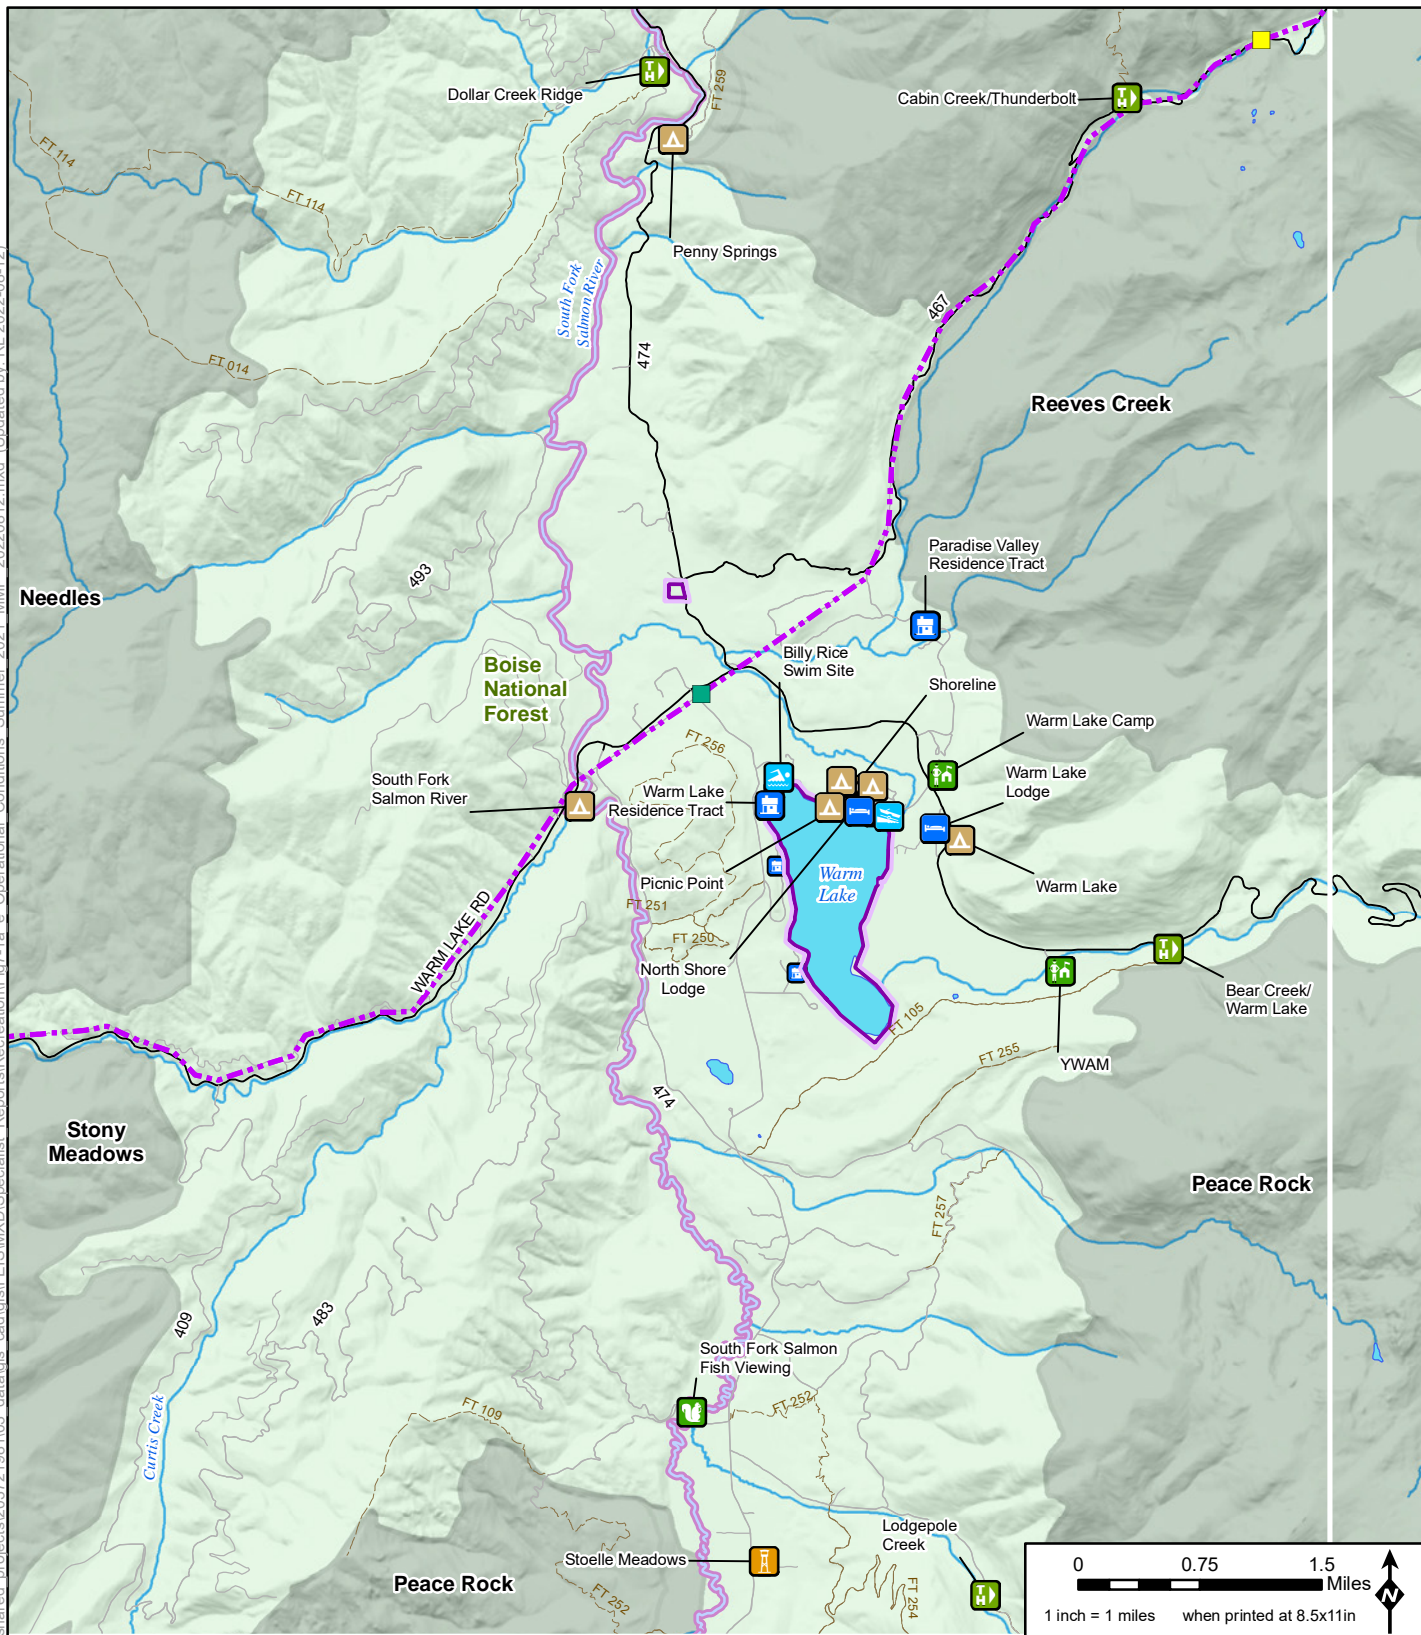 Dollar Creek Ridge
FT 259
Cabin Creek/Thunderbolt
FT 114
FT 114
Penny Springs
South Fork
Salmon River
467
474
FT 014
Reeves Creek
Paradise Valley
Residence Tract
493
Needles
Billy Rice
Swim Site
Boise
National
Forest
Shoreline
Warm Lake Camp
FT 256
South Fork
Salmon River
Warm Lake
Residence Tract
Warm Lake
Lodge
Picnic Point
Warm
Lake
Warm Lake
FT 251
WARM LAKE RD
FT 250
North Shore
Lodge
Bear Creek/
Warm Lake
FT 105
FT 255
YWAM
474
Stony
Meadows
Peace Rock
FT 257
409
483
South Fork Salmon
Fish Viewing
FT 109
FT 252
Curtis Creek
Lodgepole
Creek
Stoelle Meadows
Peace Rock
FT 252
FT 254
0 0.75 1.5
Miles
N
1 inch = 1 miles when printed at 8.5x11in